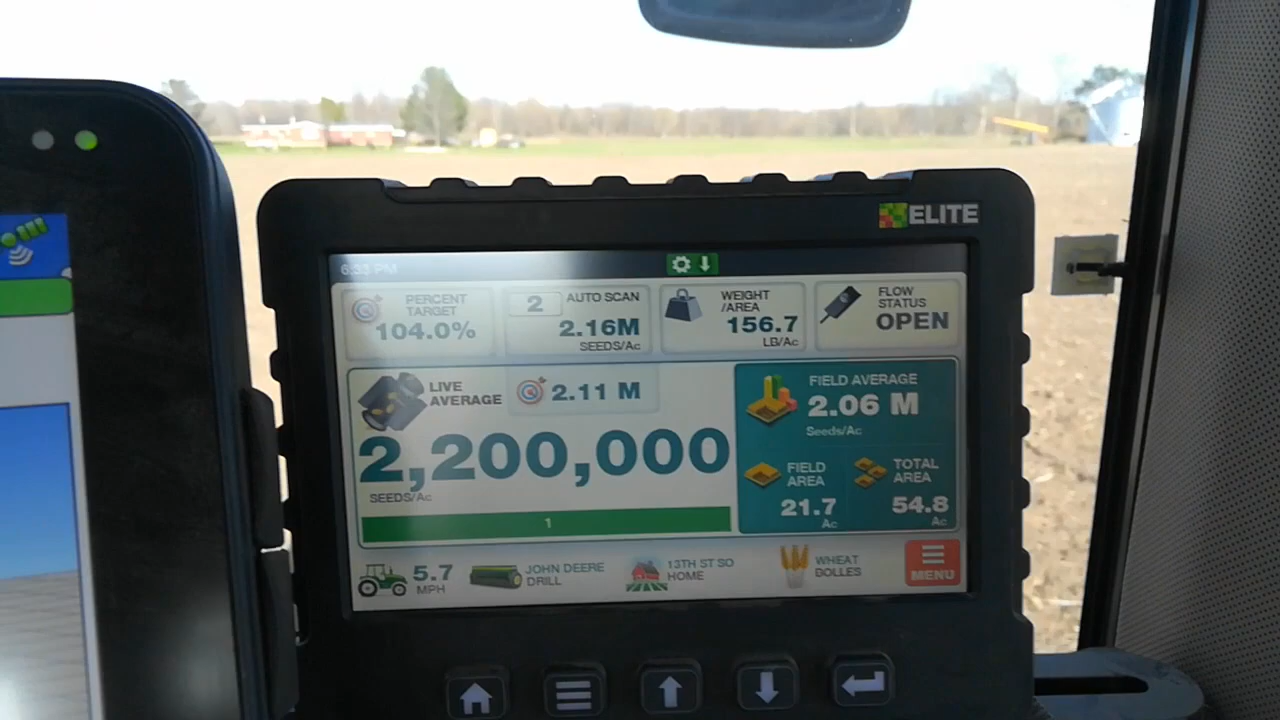 ELITE
6:33 PM
PERCENT
TARGET
104.0%
2
AUTO SCAN
2.16M
SEEDS/Ac
WEIGHT
/AREA
156.7
LB/Ac
FLOW
STATUS
OPEN
LIVE
AVERAGE
2.11 M
2,200,000
SEEDS/Ac
1
FIELD AVERAGE
2.06 M
Seeds/Ac
FIELD
AREA
21.7
Ac
TOTAL
AREA
54.8
Ac
5.7
MPH
JOHN DEERE
DRILL
13TH ST SO
HOME
WHEAT
BOLLES
MENU